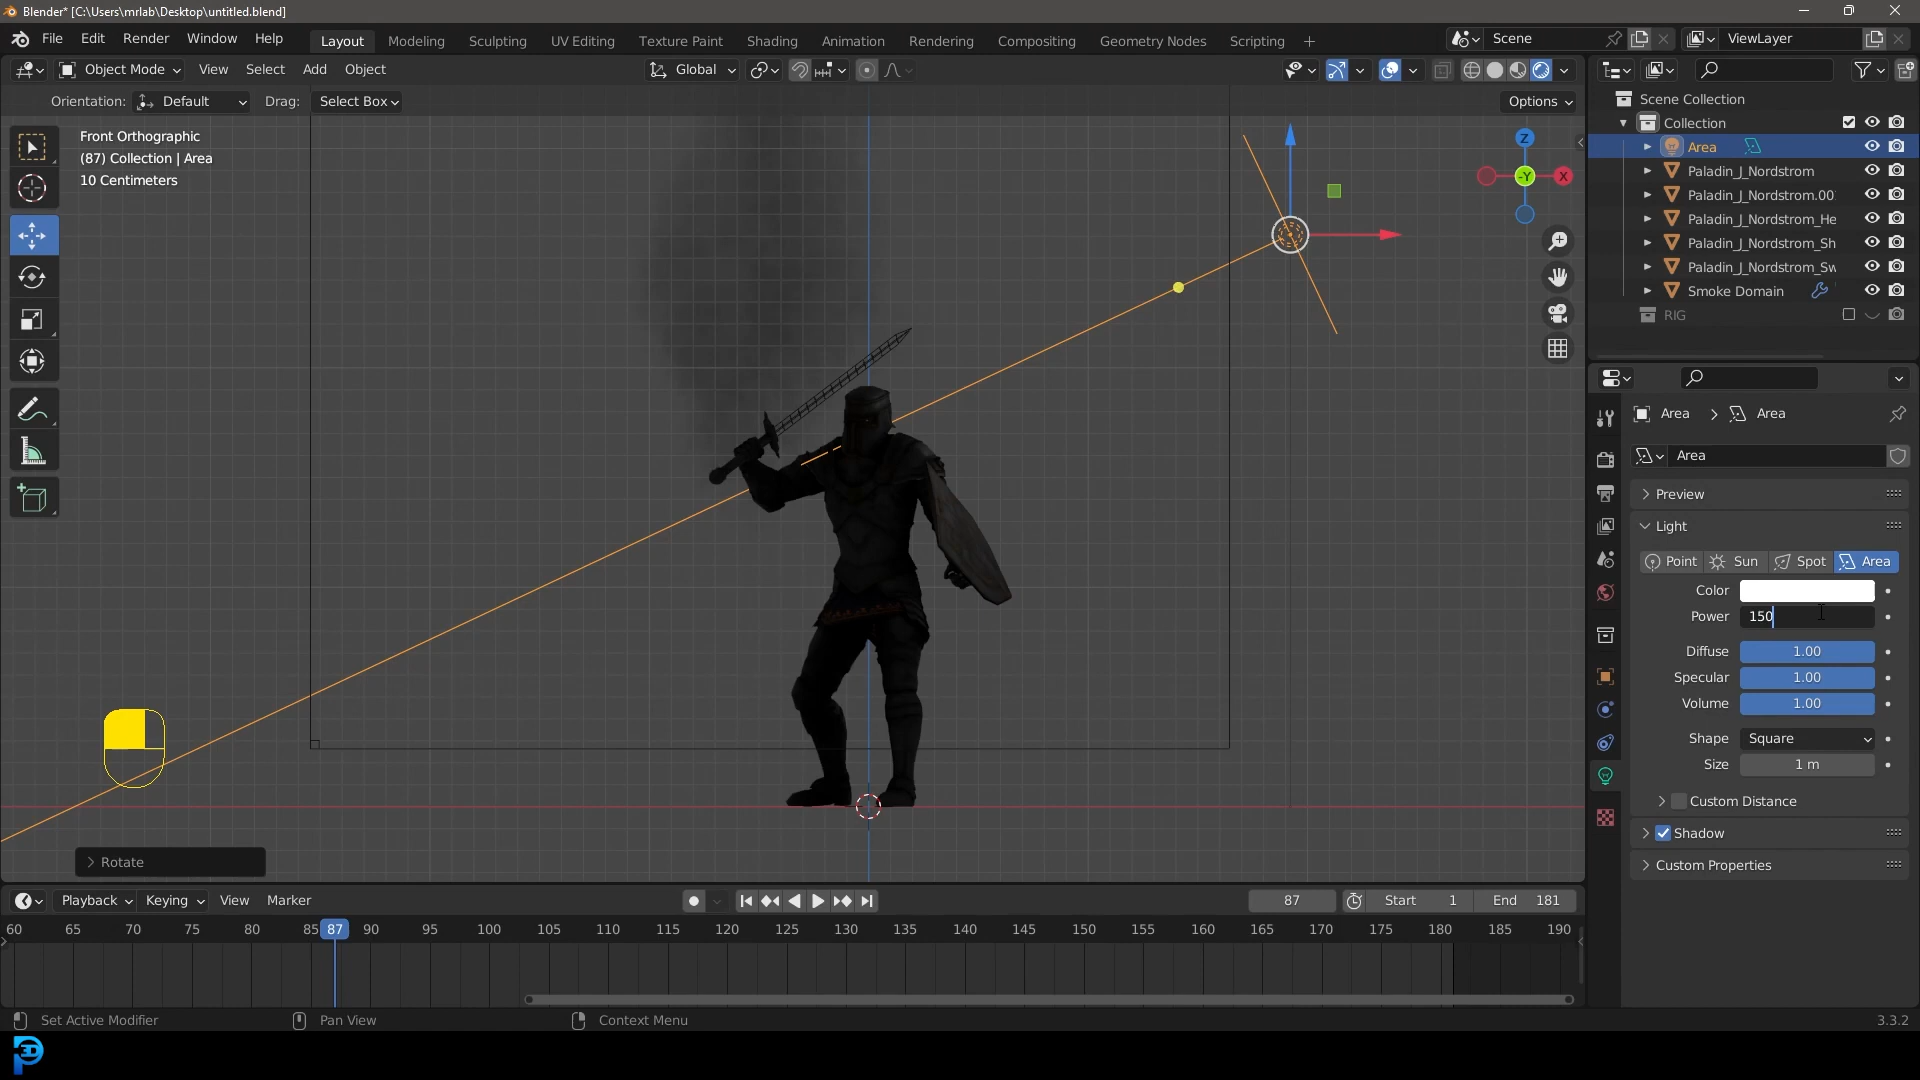 Blender* [C:\Users\mrlab\Desktop\untitled.blend]
File Edit Render Window Help
Layout Modeling Sculpting UV Editing Texture Paint Shading Animation Rendering Compositing Geometry Nodes Scripting
Scene ViewLayer
Object Mode View Select Add Object Global
Orientation: Default Drag: Select Box Options
Front Orthographic
(87) Collection | Area
10 Centimeters
Z
-Y
X
Scene Collection
Collection
Area
Paladin_J_Nordstrom
Paladin_J_Nordstrom.00
Paladin_J_Nordstrom_He
Paladin_J_Nordstrom_Sh
Paladin_J_Nordstrom_Sw
Smoke Domain
RIG
Area > Area
Area
Preview
Light
Point Sun Spot Area
Color
Power 150
Diffuse 1.00
Specular 1.00
Volume 1.00
Shape Square
Size 1 m
Custom Distance
Shadow
Custom Properties
Rotate
Playback Keying View Marker 87 Start 1 End 181
60 65 70 75 80 85 87 90 95 100 105 110 115 120 125 130 135 140 145 150 155 160 165 170 175 180 185 190
Set Active Modifier Pan View Context Menu 3.3.2